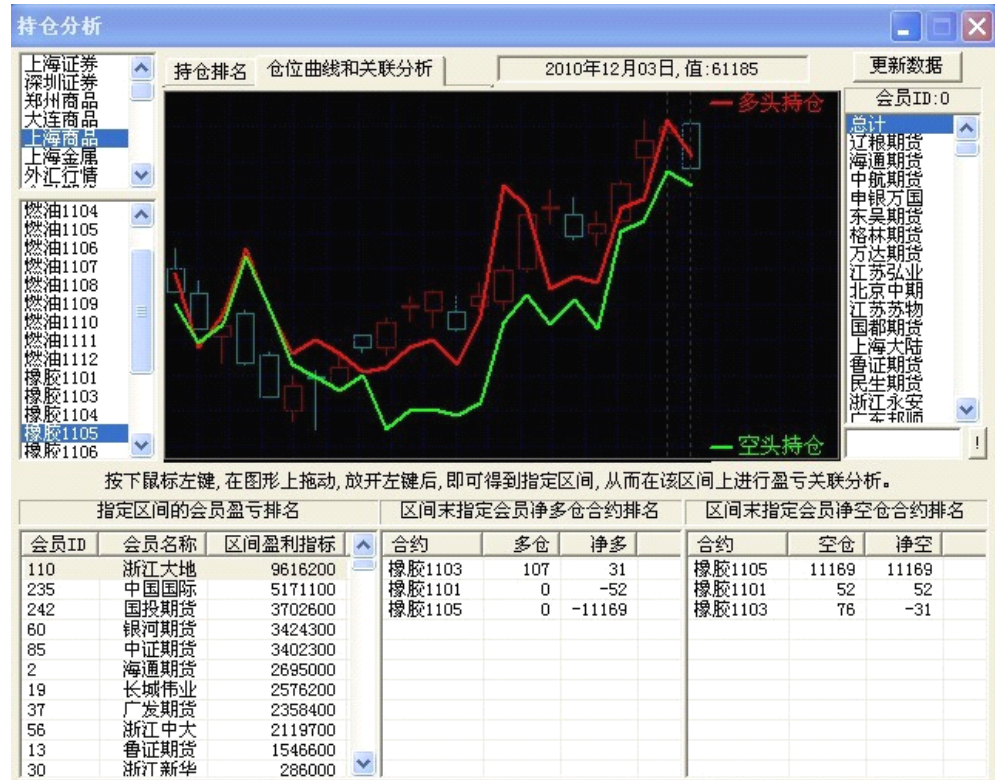 持仓分析
上海证券
深圳证券
郑州商品
大连商品
上海商品
上海金属
外汇行情
持仓排名
仓位曲线和关联分析
2010年12月03日,值:61185
更新数据
会员ID:0
多头持仓
空头持仓
燃油1104
燃油1105
燃油1106
燃油1107
燃油1108
燃油1109
燃油1110
燃油1111
燃油1112
橡胶1101
橡胶1103
橡胶1104
橡胶1105
橡胶1106
总计
辽粮期货
海通期货
中航期货
申银万国
东吴期货
格林期货
万达期货
江苏弘业
北京中期
江苏苏物
国都期货
上海大陆
鲁证期货
民生期货
浙江永安
!
按下鼠标左键,在图形上拖动,放开左键后,即可得到指定区间,从而在该区间上进行盈亏关联分析。
指定区间的会员盈亏排名
会员ID 会员名称 区间盈利指标
110 浙江大地 9616200
235 中国国际 5171100
242 国投期货 3702600
60 银河期货 3424300
85 中证期货 3402300
2 海通期货 2695000
19 长城伟业 2576200
37 广发期货 2358400
56 浙江中大 2119700
13 鲁证期货 1546600
30 浙江新华 286000
区间末指定会员净多仓合约排名
合约 多仓 净多
橡胶1103 107 31
橡胶1101 0 -52
橡胶1105 0 -11169
区间末指定会员净空仓合约排名
合约 空仓 净空
橡胶1105 11169 11169
橡胶1101 52 52
橡胶1103 76 -31